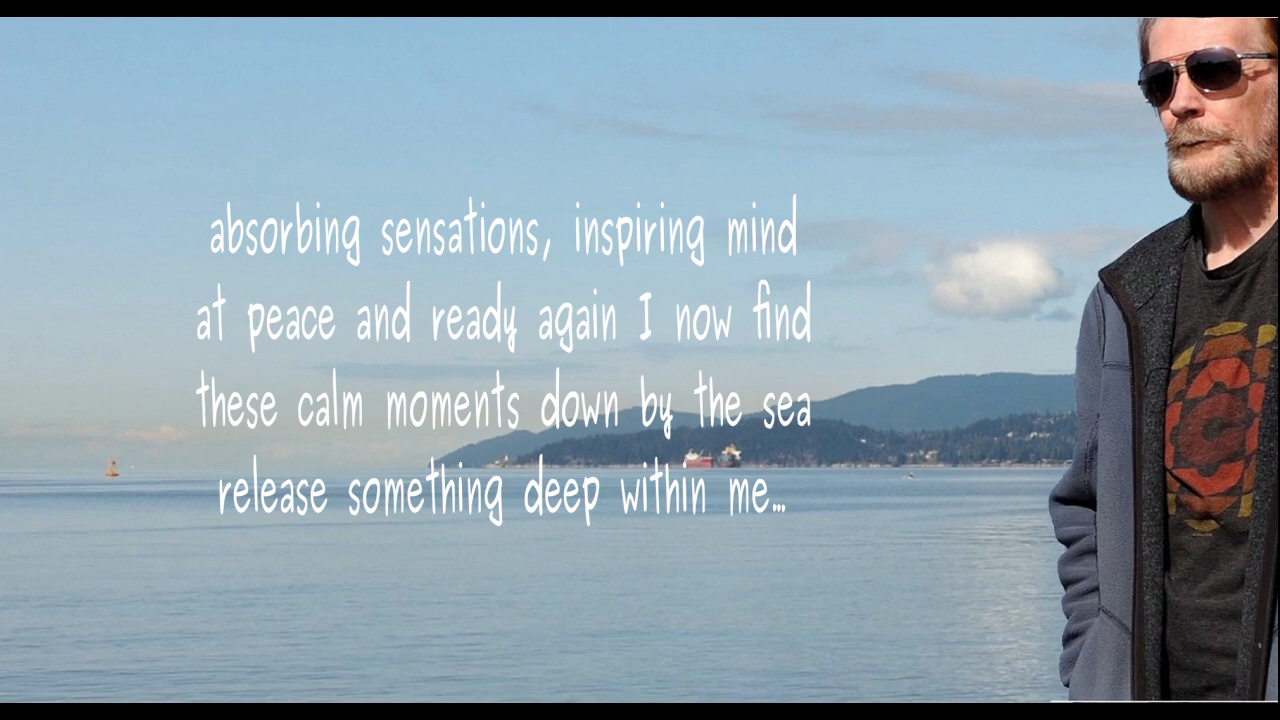 absorbing sensations, inspiring mind
at peace and ready again I now find
these calm moments down by the sea
release something deep within me...